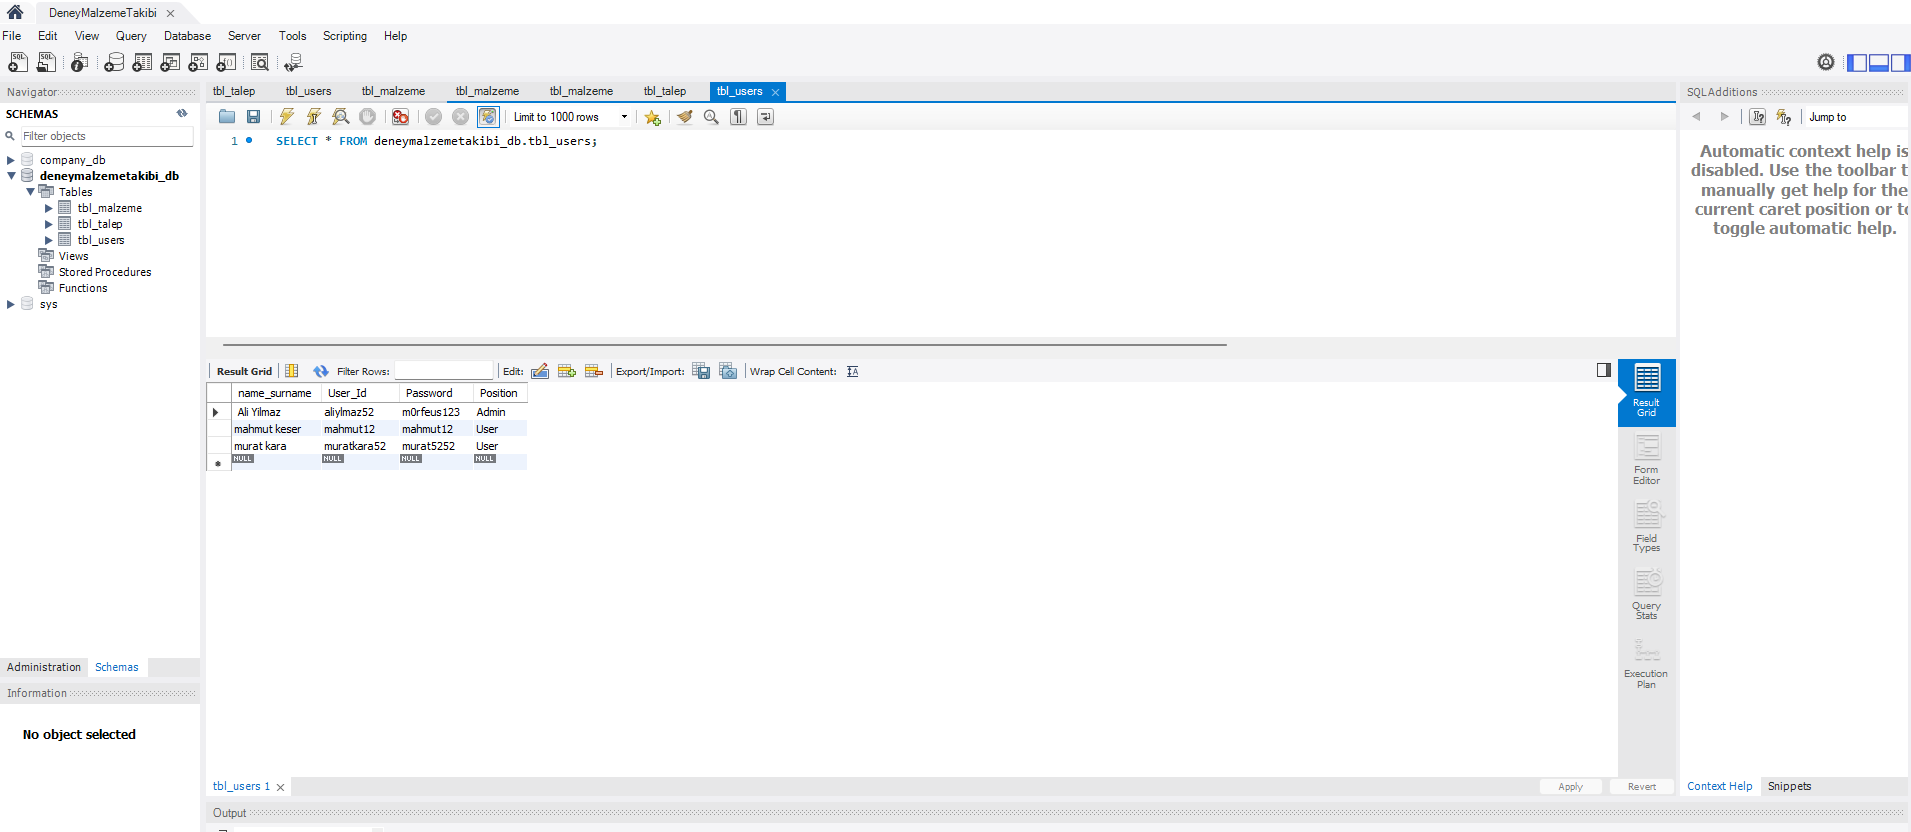 DeneyMalzemeTakibi
File Edit View Query Database Server Tools Scripting Help
Navigator
SCHEMAS
Filter objects
company_db
deneymalzemetakibi_db
Tables
tbl_malzeme
tbl_talep
tbl_users
Views
Stored Procedures
Functions
sys
Administration Schemas
Information
No object selected
tbl_talep tbl_users tbl_malzeme tbl_malzeme tbl_malzeme tbl_talep tbl_users
Limit to 1000 rows
1 SELECT * FROM deneymalzemetakibi_db.tbl_users;
Result Grid Filter Rows: Edit: Export/Import: Wrap Cell Content:
name_surname User_Id Password Position
Ali Yilmaz aliylmaz52 m0rfeus123 Admin
mahmut keser mahmut12 mahmut12 User
murat kara muratkara52 murat5252 User
NULL NULL NULL NULL
Result
Grid
Form
Editor
Field
Types
Query
Stats
Execution
Plan
tbl_users 1
Apply Revert
Output
SQLAdditions
Jump to
Automatic context help is
disabled. Use the toolbar t
manually get help for the
current caret position or to
toggle automatic help.
Context Help Snippets